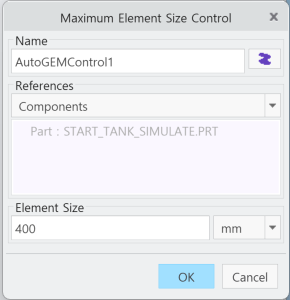 Maximum Element Size Control
Name
AutoGEMControl1
References
Components
Part : START_TANK_SIMULATE.PRT
Element Size
400 mm
OK Cancel